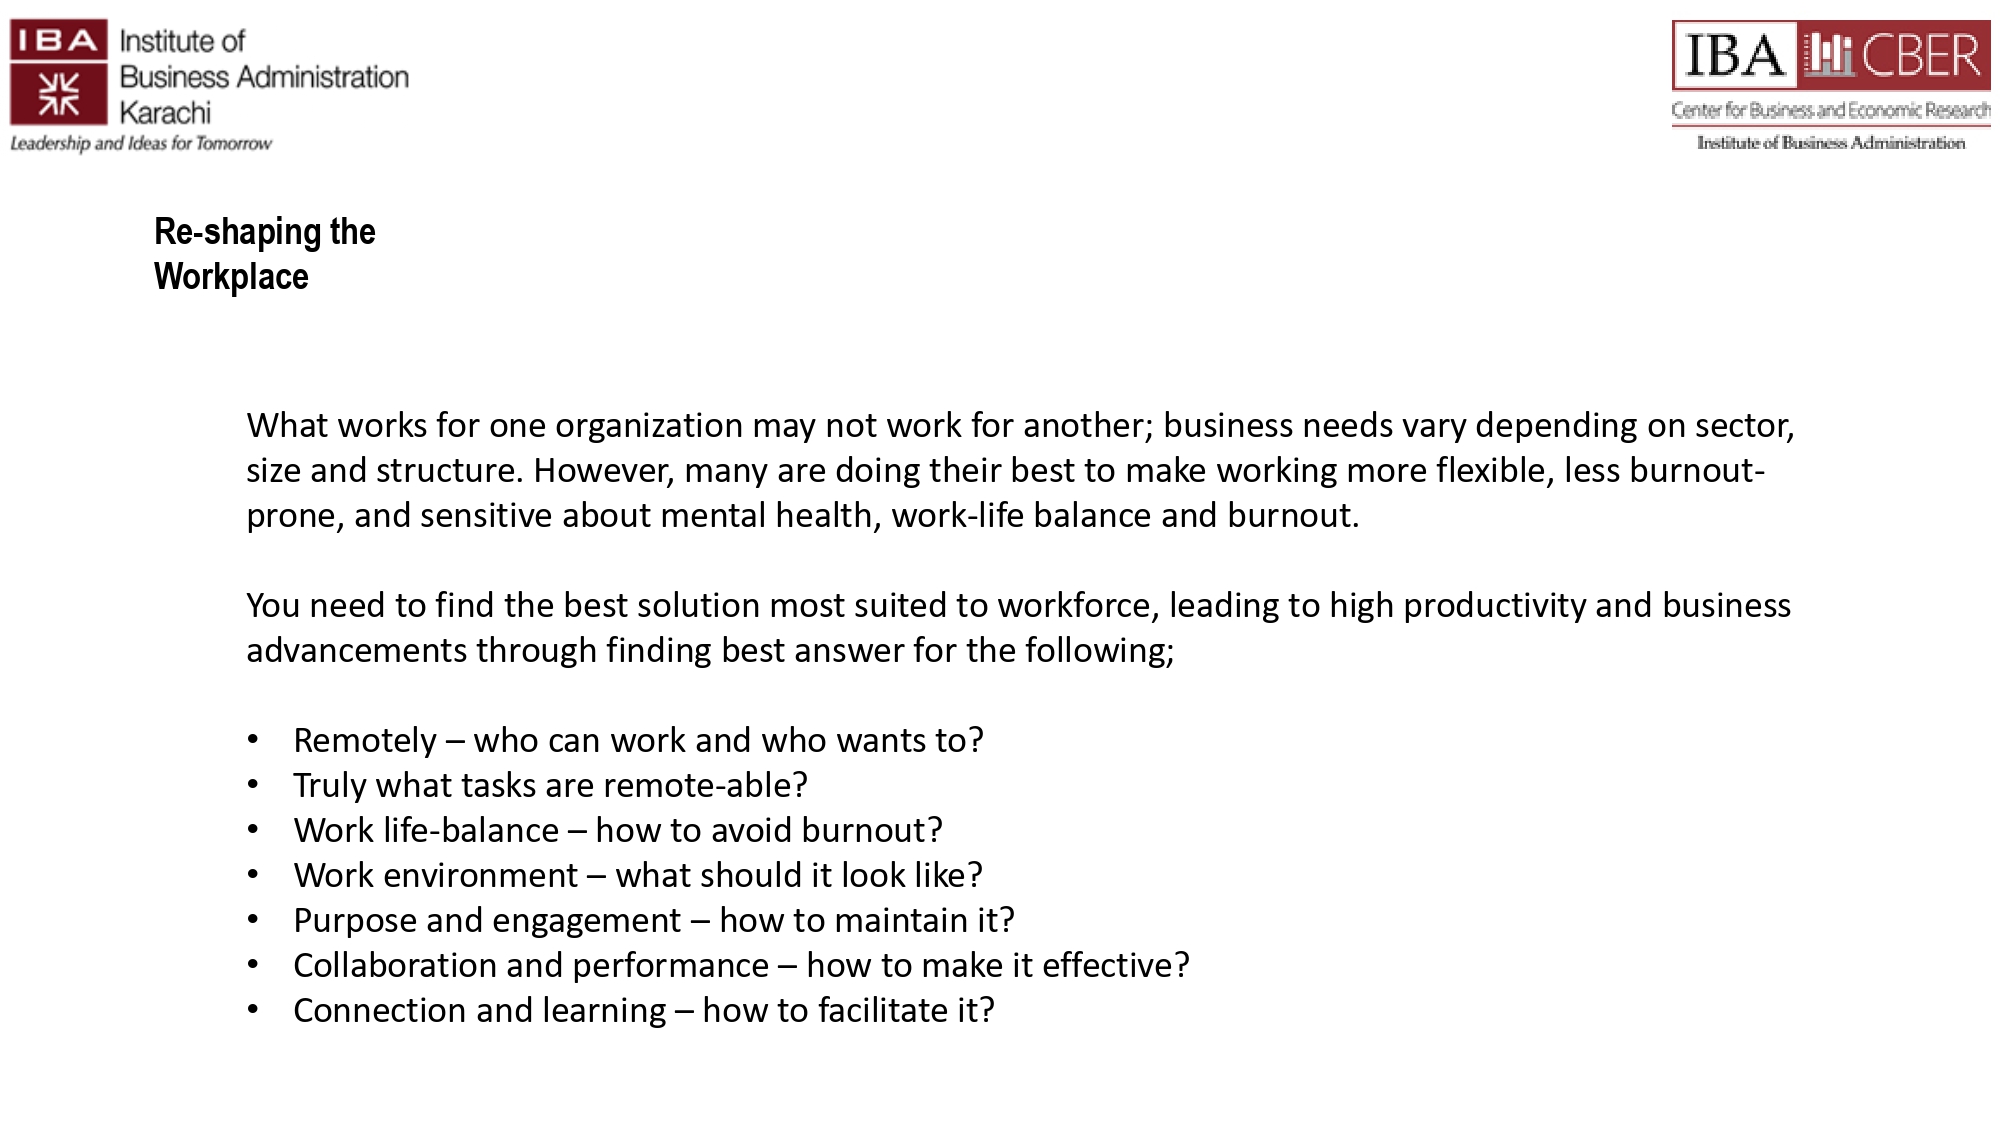 IBA
Institute of
Business Administration
Karachi
Leadership and Ideas for Tomorrow
IBA CBER
Center for Business and Economic Research
Institute of Business Administration
Re-shaping the
Workplace
What works for one organization may not work for another; business needs vary depending on sector,
size and structure. However, many are doing their best to make working more flexible, less burnout-
prone, and sensitive about mental health, work-life balance and burnout.
You need to find the best solution most suited to workforce, leading to high productivity and business
advancements through finding best answer for the following;
• Remotely – who can work and who wants to?
• Truly what tasks are remote-able?
• Work life-balance – how to avoid burnout?
• Work environment – what should it look like?
• Purpose and engagement – how to maintain it?
• Collaboration and performance – how to make it effective?
• Connection and learning – how to facilitate it?